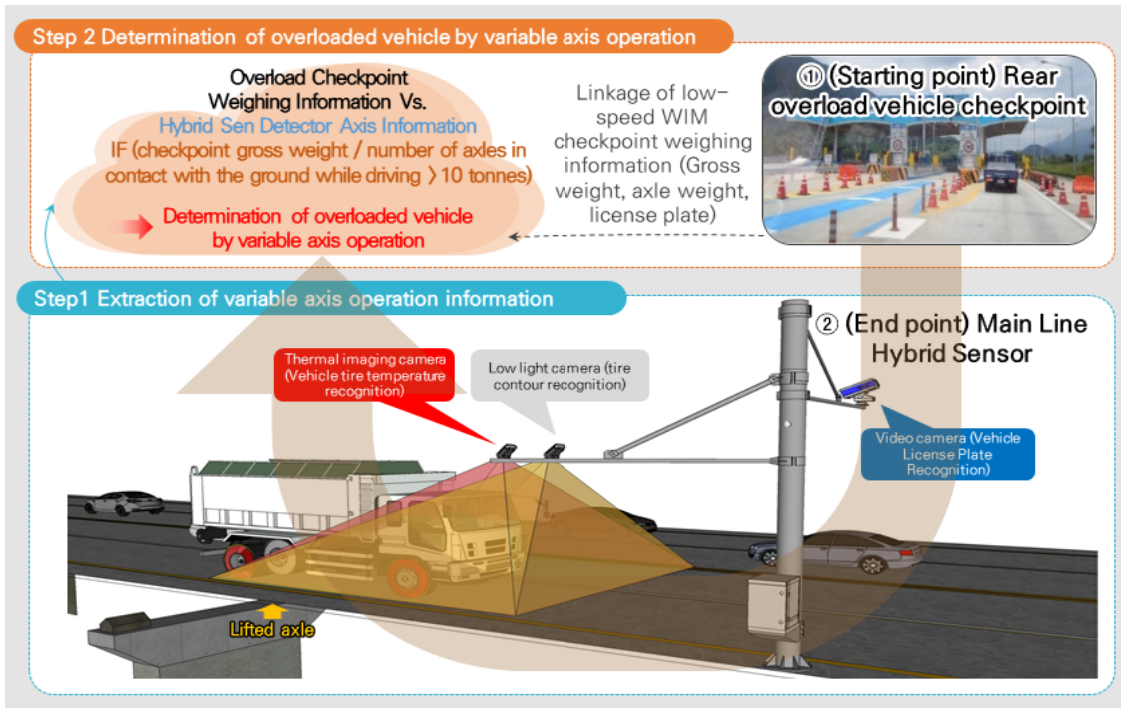 Step 2 Determination of overloaded vehicle by variable axis operation
Overload Checkpoint
Weighing Information Vs.
Hybrid Sen Detector Axis Information
IF (checkpoint gross weight / number of axles in
contact with the ground while driving > 10 tonnes)
Determination of overloaded vehicle
by variable axis operation
Linkage of low-
speed WIM
checkpoint weighing
information (Gross
weight, axle weight,
license plate)
① (Starting point) Rear
overload vehicle checkpoint
Step1 Extraction of variable axis operation information
② (End point) Main Line
Hybrid Sensor
Thermal imaging camera
(Vehicle tire temperature
recognition)
Low light camera (tire
contour recognition)
Video camera (Vehicle
License Plate
Recognition)
Lifted axle